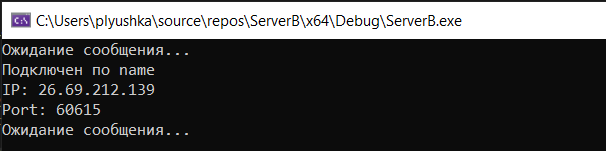 C:\Users\plyushka\source\repos\ServerB\x64\Debug\ServerB.exe
Ожидание сообщения...
Подключен по name
IP: 26.69.212.139
Port: 60615
Ожидание сообщения...